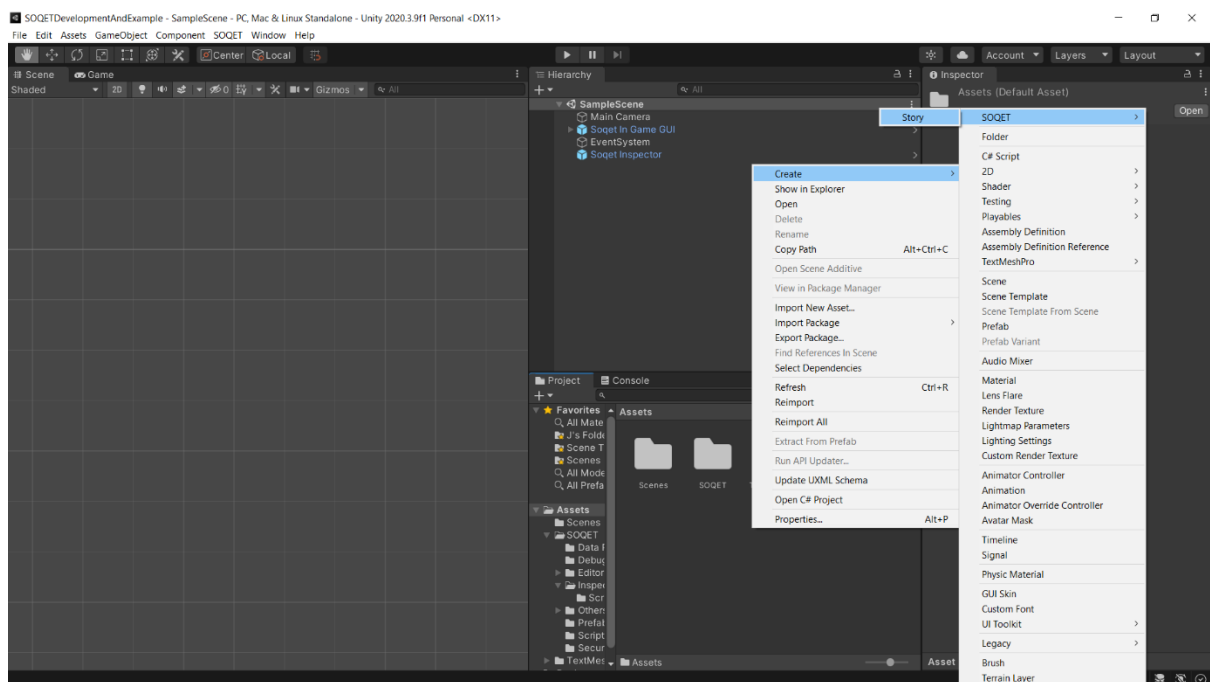 SOQETDevelopmentAndExample - SampleScene - PC, Mac & Linux Standalone - Unity 2020.3.9f1 Personal <DX11>
File Edit Assets GameObject Component SOQET Window Help
Center Local
Account Layers Layout
Scene Game
Shaded 2D 0 Gizmos All
Hierarchy
All
SampleScene
Main Camera
Soqet In Game GUI
EventSystem
Soqet Inspector
Inspector
Assets (Default Asset)
Open
Story
SOQET
Folder
C# Script
2D
Shader
Testing
Playables
Assembly Definition
Assembly Definition Reference
TextMeshPro
Scene
Scene Template
Scene Template From Scene
Prefab
Prefab Variant
Audio Mixer
Material
Lens Flare
Render Texture
Lightmap Parameters
Lighting Settings
Custom Render Texture
Animator Controller
Animation
Animator Override Controller
Avatar Mask
Timeline
Signal
Physic Material
GUI Skin
Custom Font
UI Toolkit
Legacy
Brush
Terrain Layer
Create
Show in Explorer
Open
Delete
Rename
Copy Path Alt+Ctrl+C
Open Scene Additive
View in Package Manager
Import New Asset...
Import Package
Export Package...
Find References In Scene
Select Dependencies
Refresh Ctrl+R
Reimport
Reimport All
Extract From Prefab
Run API Updater...
Update UXML Schema
Open C# Project
Properties... Alt+P
Project Console
Favorites
All Mate
J's Folde
Scene T
Scenes
All Mode
All Prefa
Assets
Scenes
SOQET
Data F
Debug
Editor
Inspec
Scr
Others
Prefab
Script
Secur
TextMes
Assets
Scenes SOQET
Assets
Asset